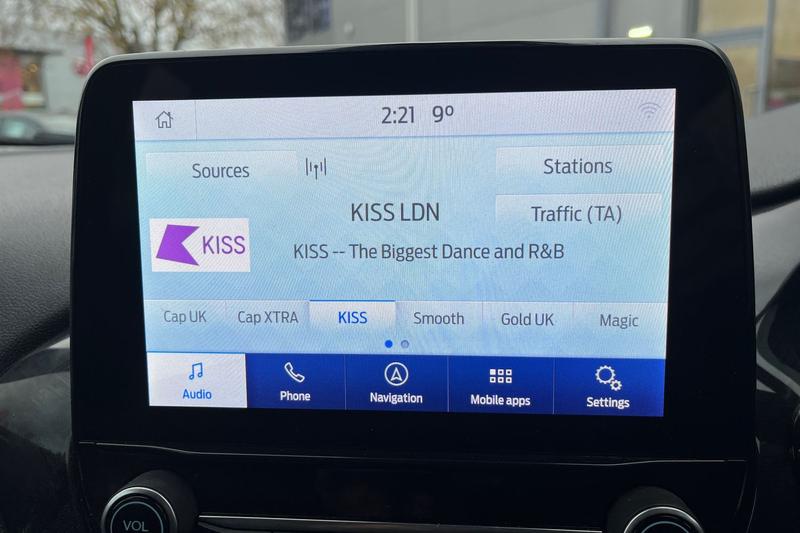 2:21 9º
Sources
Stations
KISS LDN
Traffic (TA)
KISS
KISS -- The Biggest Dance and R&B
Cap UK
Cap XTRA
KISS
Smooth
Gold UK
Magic
Audio
Phone
Navigation
Mobile apps
Settings
VOL